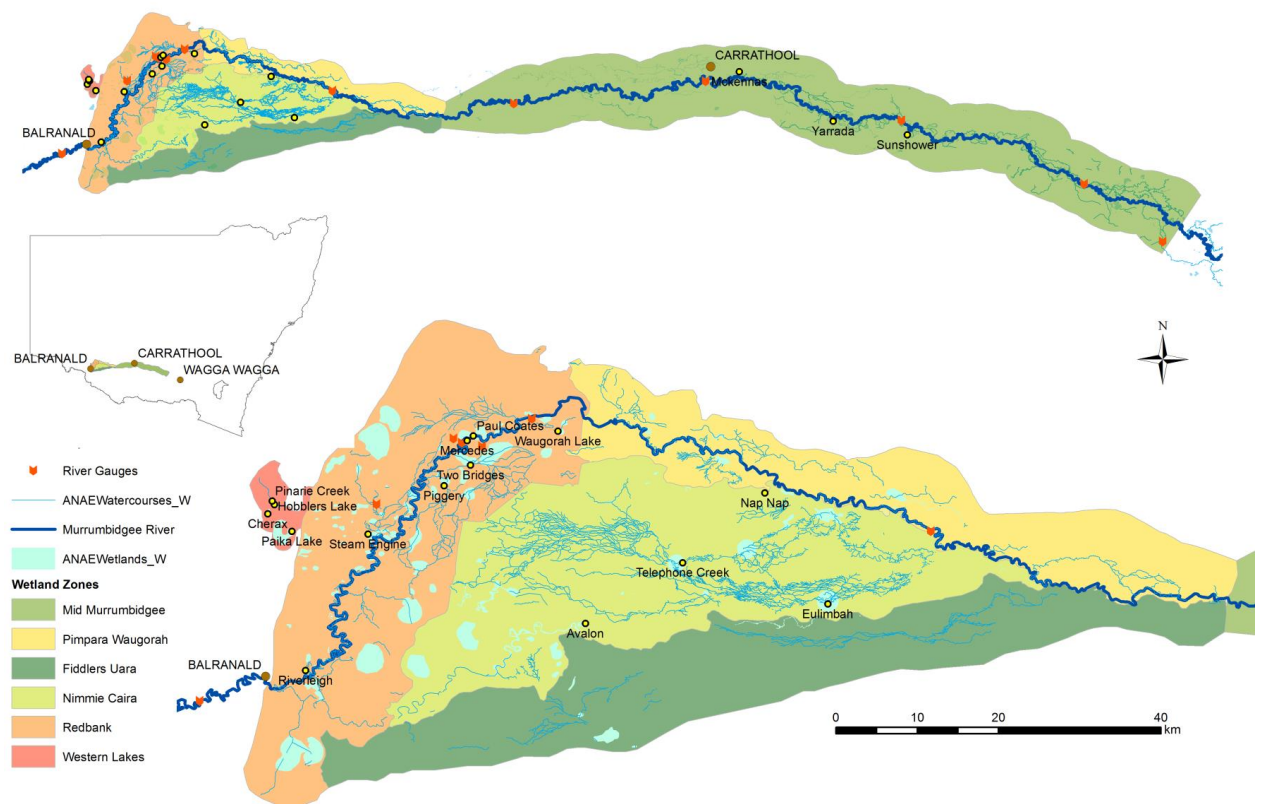 CARRATHOOL
Mckennas
BALRANALD
Yarrada
Sunshower
CARRATHOOL
BALRANALD
WAGGA WAGGA
N
Paul Coates
Waugorah Lake
Mercedes
Two Bridges
Piggery
Pinarie Creek
Hobblers Lake
Nap Nap
Cherax
Paika Lake
Steam Engine
Telephone Creek
Eulimbah
Avalon
BALRANALD
Riverleigh
River Gauges
ANAEWatercourses_W
Murrumbidgee River
ANAEWetlands_W
Wetland Zones
Mid Murrumbidgee
Pimpara Waugorah
Fiddlers Uara
Nimmie Caira
Redbank
Western Lakes
0 10 20 40
km